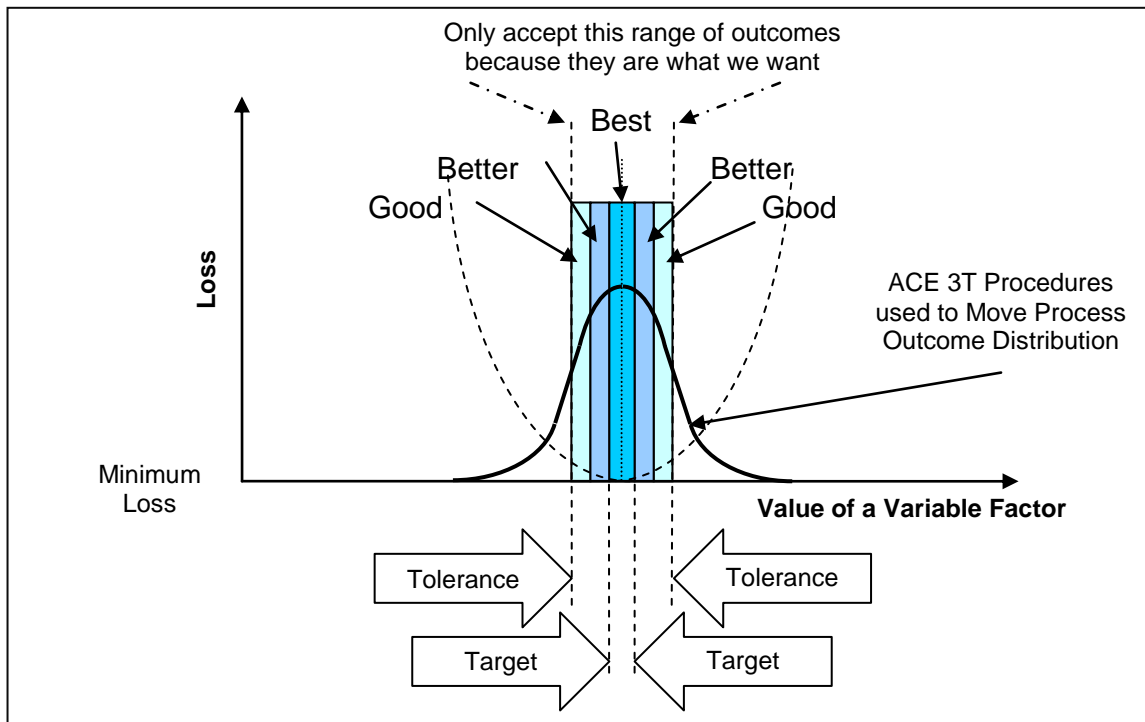 Only accept this range of outcomes
because they are what we want
Best
Better
Better
Good
Good
Loss
ACE 3T Procedures
used to Move Process
Outcome Distribution
Minimum
Loss
Value of a Variable Factor
Tolerance
Tolerance
Target
Target